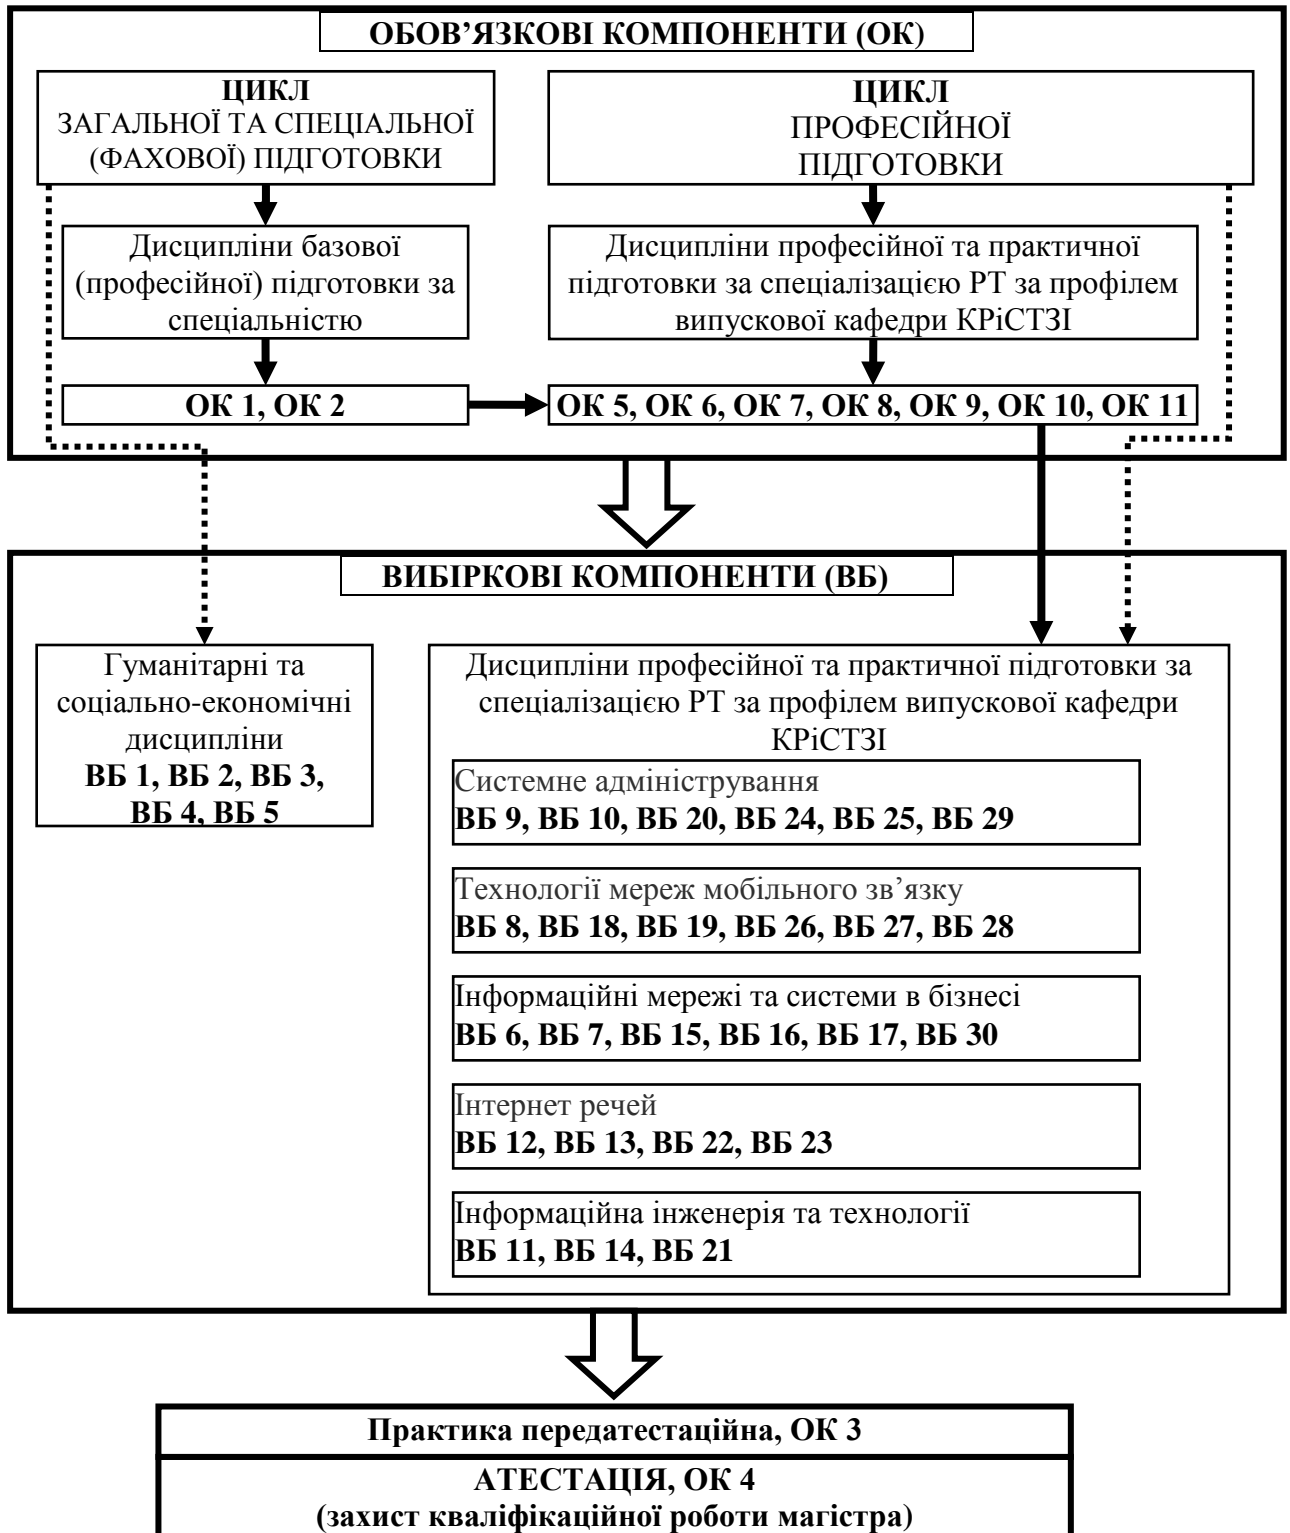 ОБОВ’ЯЗКОВІ КОМПОНЕНТИ (ОК)
ЦИКЛ
ЗАГАЛЬНОЇ ТА СПЕЦІАЛЬНОЇ
(ФАХОВОЇ) ПІДГОТОВКИ
ЦИКЛ
ПРОФЕСІЙНОЇ
ПІДГОТОВКИ
Дисципліни базової
(професійної) підготовки за
спеціальністю
Дисципліни професійної та практичної
підготовки за спеціалізацією РТ за профілем
випускової кафедри КРіСТЗІ
ОК 1, ОК 2
ОК 5, ОК 6, ОК 7, ОК 8, ОК 9, ОК 10, ОК 11
ВИБІРКОВІ КОМПОНЕНТИ (ВБ)
Гуманітарні та
соціально-економічні
дисципліни
ВБ 1, ВБ 2, ВБ 3,
ВБ 4, ВБ 5
Дисципліни професійної та практичної підготовки за
спеціалізацією РТ за профілем випускової кафедри
КРіСТЗІ
Системне адміністрування
ВБ 9, ВБ 10, ВБ 20, ВБ 24, ВБ 25, ВБ 29
Технології мереж мобільного зв’язку
ВБ 8, ВБ 18, ВБ 19, ВБ 26, ВБ 27, ВБ 28
Інформаційні мережі та системи в бізнесі
ВБ 6, ВБ 7, ВБ 15, ВБ 16, ВБ 17, ВБ 30
Інтернет речей
ВБ 12, ВБ 13, ВБ 22, ВБ 23
Інформаційна інженерія та технології
ВБ 11, ВБ 14, ВБ 21
Практика передатестаційна, ОК 3
АТЕСТАЦІЯ, ОК 4
(захист кваліфікаційної роботи магістра)